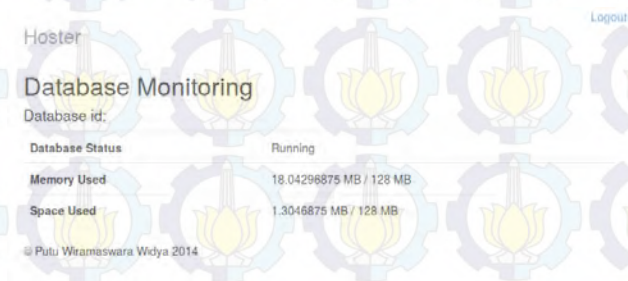 Logout
Hoster
Database Monitoring
Database id:
Database Status Running
Memory Used 18.04296875 MB / 128 MB
Space Used 1.3046875 MB / 128 MB
© Putu Wiramaswara Widya 2014